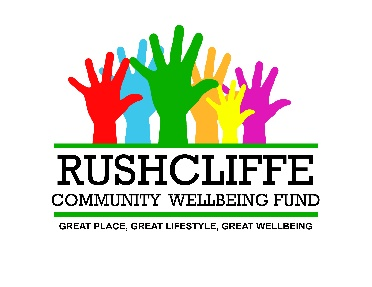 RUSHCLIFFE
COMMUNITY WELLBEING FUND
GREAT PLACE, GREAT LIFESTYLE, GREAT WELLBEING